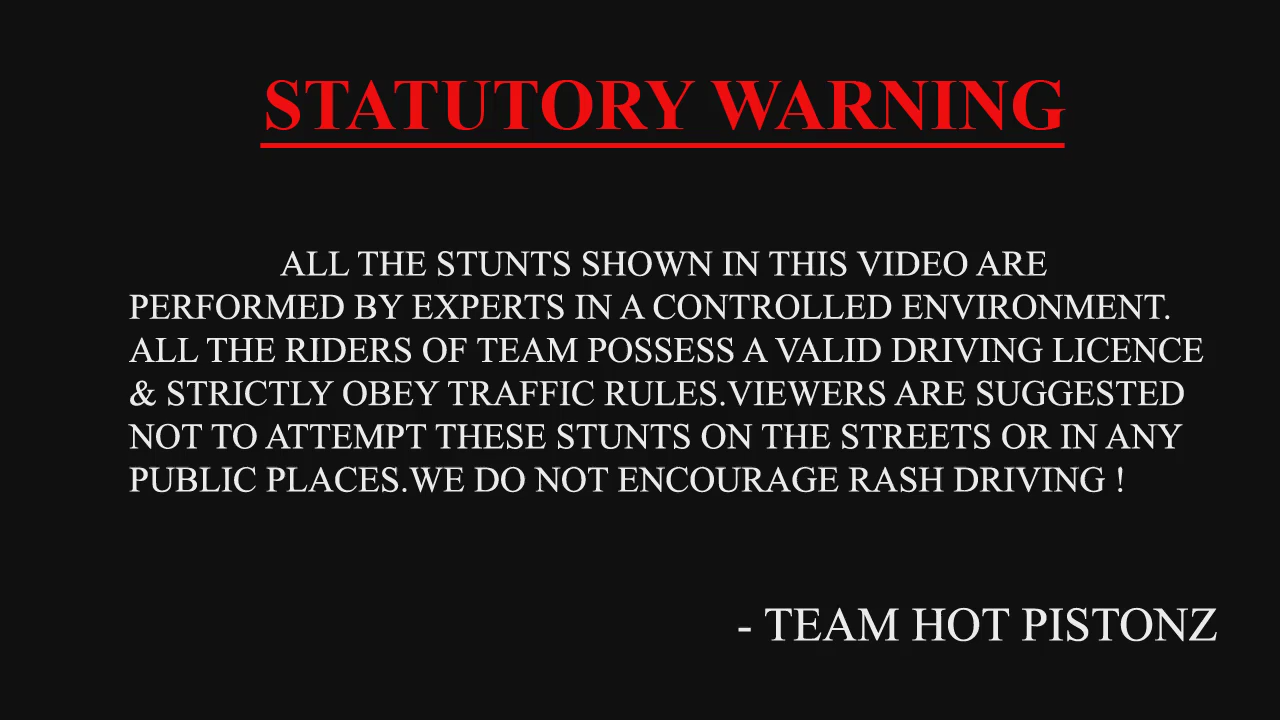 STATUTORY WARNING
ALL THE STUNTS SHOWN IN THIS VIDEO ARE
PERFORMED BY EXPERTS IN A CONTROLLED ENVIRONMENT.
ALL THE RIDERS OF TEAM POSSESS A VALID DRIVING LICENCE
& STRICTLY OBEY TRAFFIC RULES.VIEWERS ARE SUGGESTED
NOT TO ATTEMPT THESE STUNTS ON THE STREETS OR IN ANY
PUBLIC PLACES.WE DO NOT ENCOURAGE RASH DRIVING !
- TEAM HOT PISTONZ